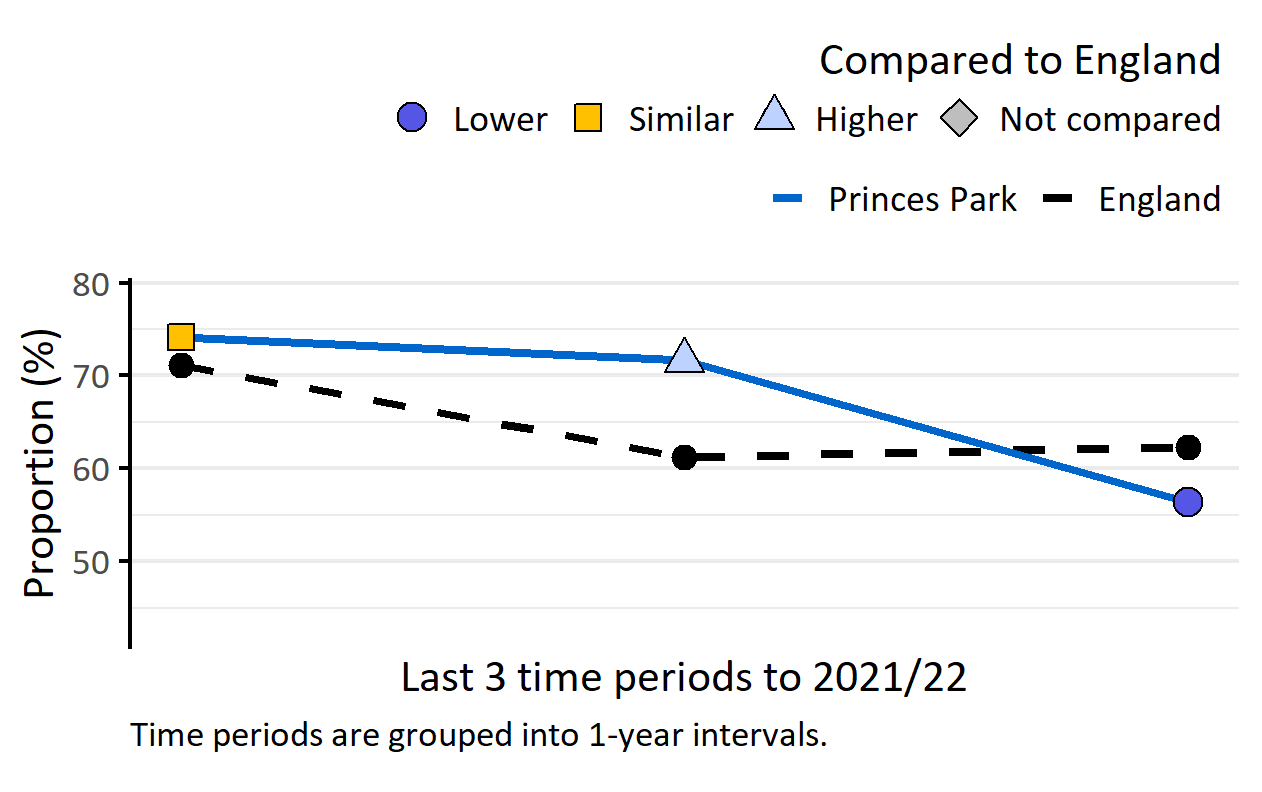 Compared to England
Lower Similar Higher Not compared
Princes Park England
80
70
60
50
Proportion (%)
Last 3 time periods to 2021/22
Time periods are grouped into 1-year intervals.